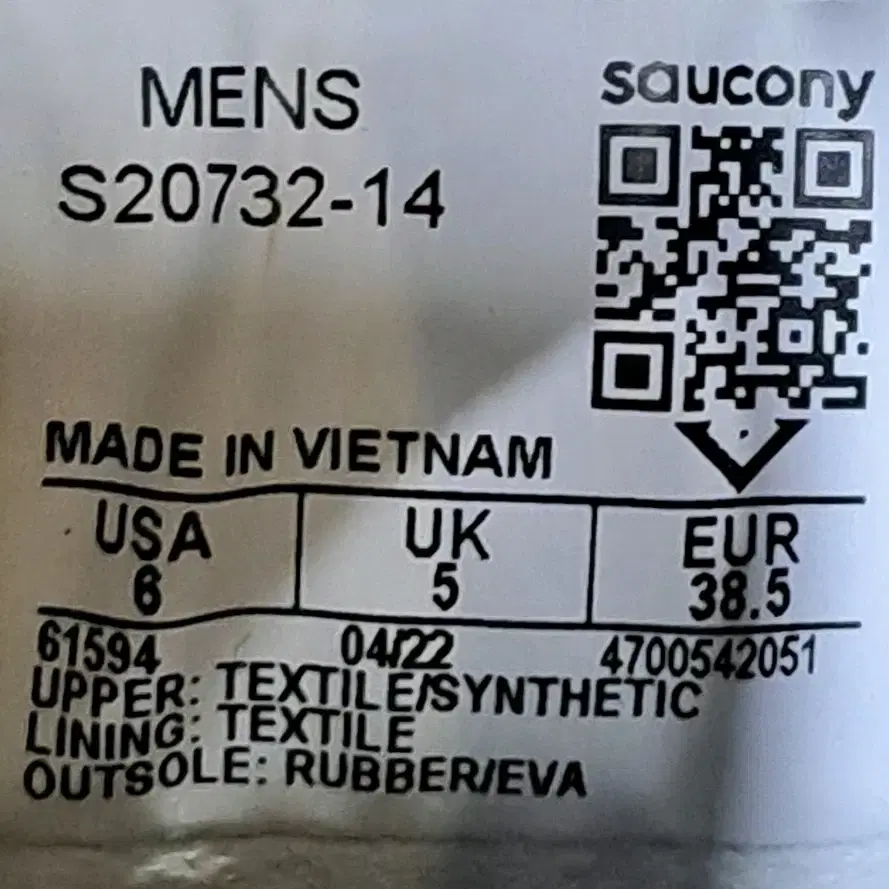 MENS
S20732-14
saucony
MADE IN VIETNAM
USA UK EUR
6 5 38.5
61594 04/22 4700542051
UPPER: TEXTILE/SYNTHETIC
LINING: TEXTILE
OUTSOLE: RUBBER/EVA